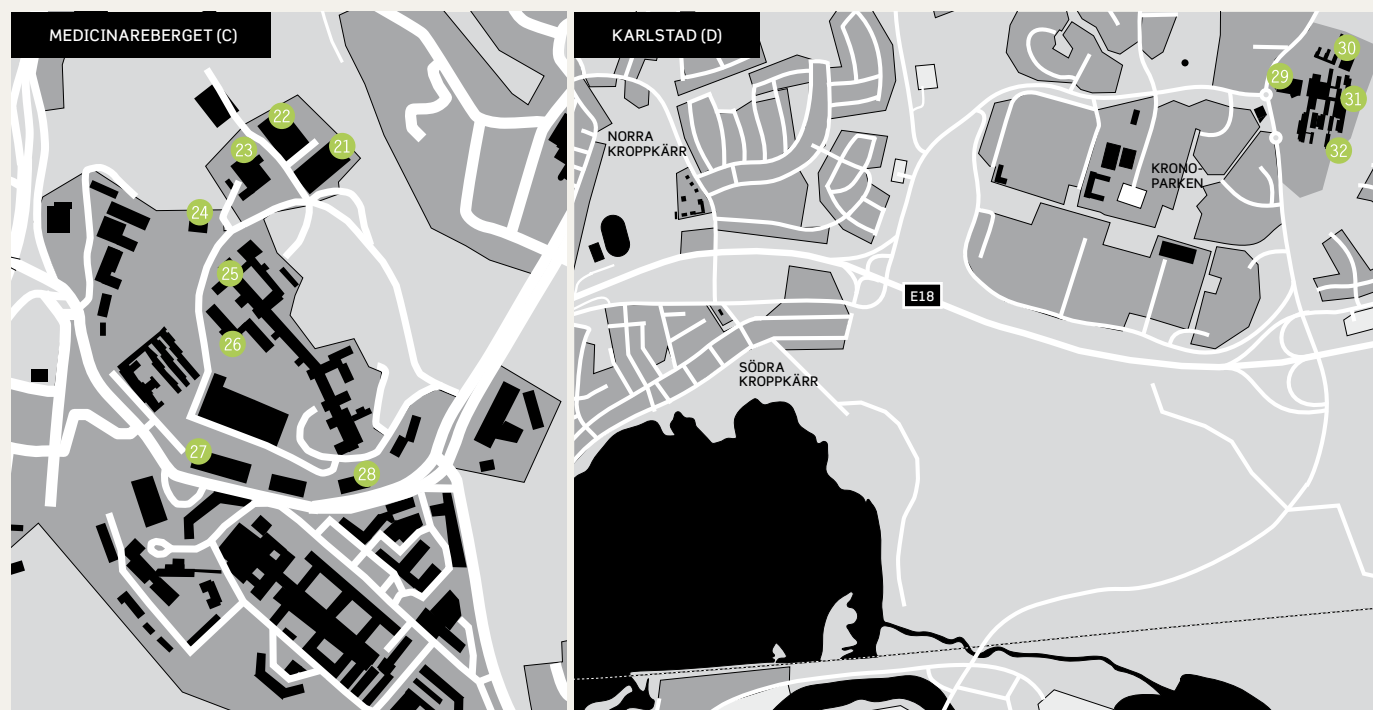 MEDICINAREBERGET (C)
22
23
21
24
25
26
27
28
KARLSTAD (D)
30
29
31
32
NORRA
KROPPKÄRR
KRONO-
PARKEN
E18
SÖDRA
KROPPKÄRR